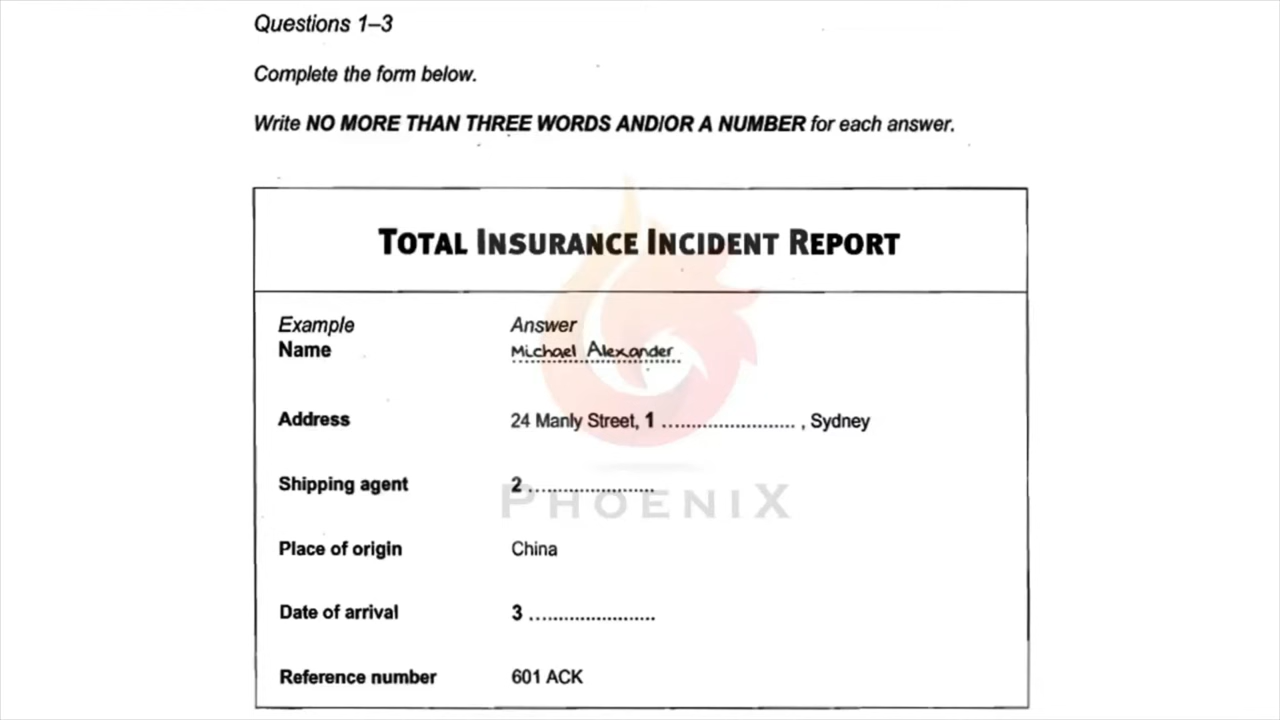 Questions 1–3
Complete the form below.
Write NO MORE THAN THREE WORDS AND/OR A NUMBER for each answer.
TOTAL INSURANCE INCIDENT REPORT
Example Answer
Name Michael Alexander
Address 24 Manly Street, 1 ........................ , Sydney
Shipping agent 2 ........................
PHOENIX
Place of origin China
Date of arrival 3 ........................
Reference number 601 ACK